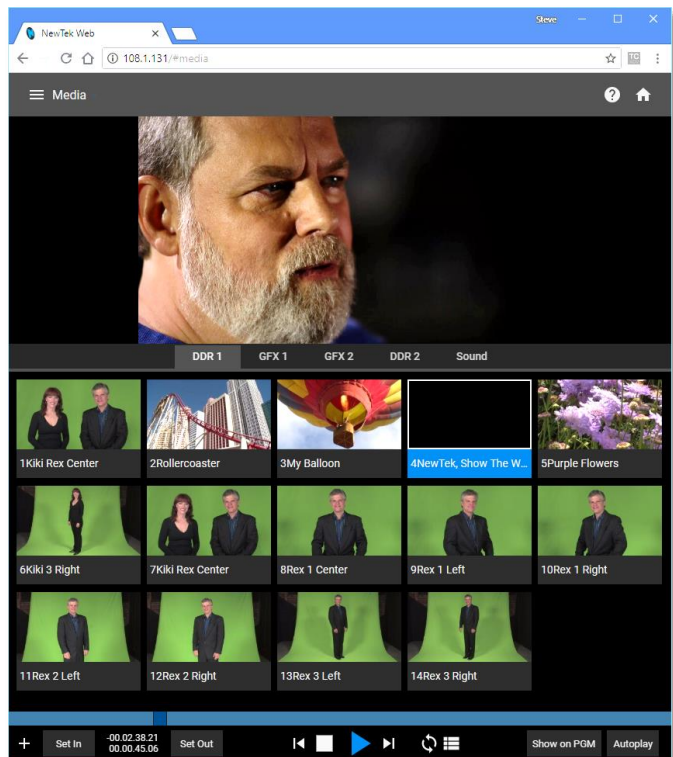 Steve
NewTek Web
108.1.131/#media
Media
DDR 1 GFX 1 GFX 2 DDR 2 Sound
1Kiki Rex Center 2Rollercoaster 3My Balloon 4NewTek, Show The W... 5Purple Flowers
6Kiki 3 Right 7Kiki Rex Center 8Rex 1 Center 9Rex 1 Left 10Rex 1 Right
11Rex 2 Left 12Rex 2 Right 13Rex 3 Left 14Rex 3 Right
Set In -00.02.38.21 Set Out Show on PGM Autoplay
00.00.45.06